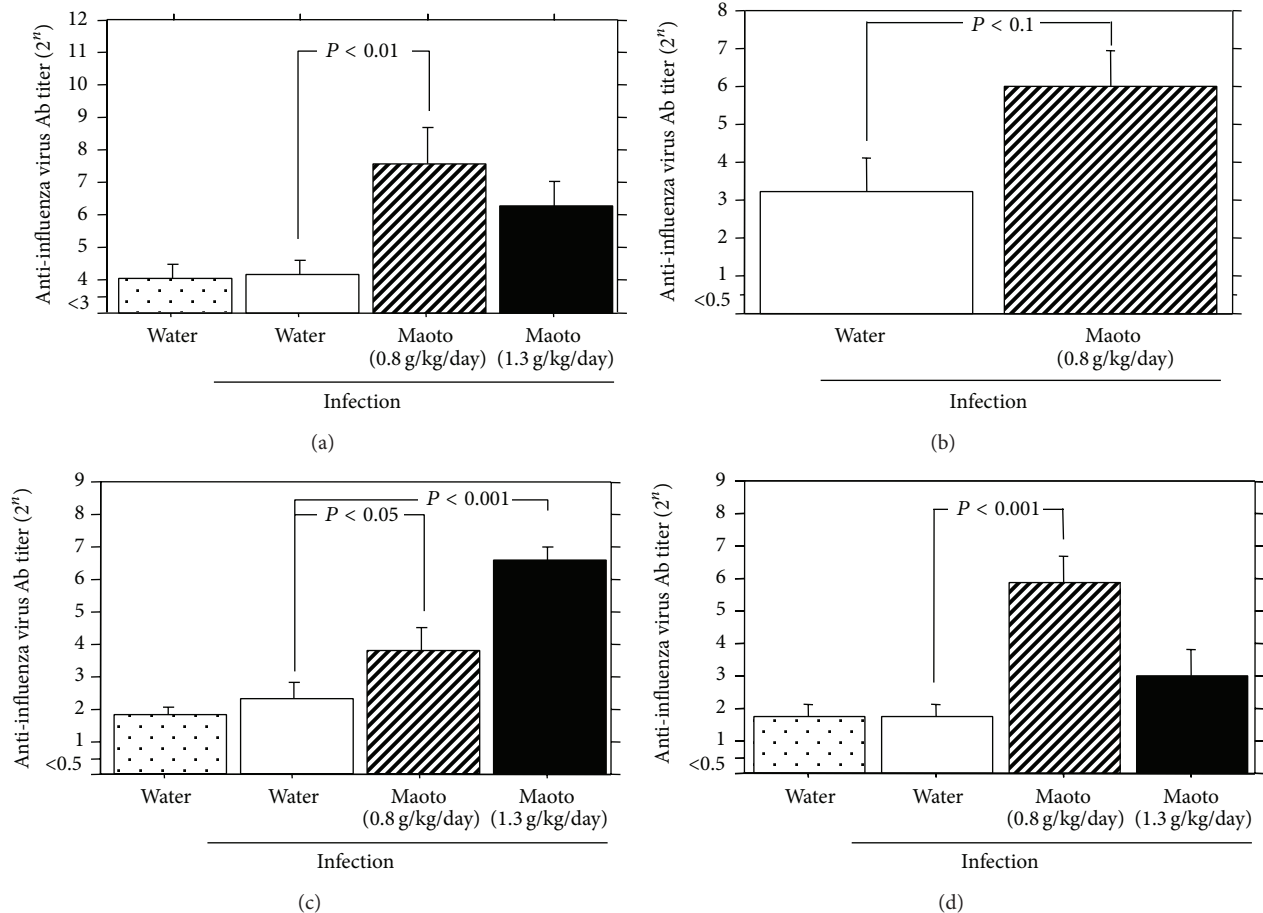 Anti-influenza virus Ab titer (2ⁿ)
12
11
10
9
8
7
6
5
4
<3
P < 0.01
Water
Water
Maoto
(0.8 g/kg/day)
Maoto
(1.3 g/kg/day)
Infection
(a)
Anti-influenza virus Ab titer (2ⁿ)
8
7
6
5
4
3
2
1
<0.5
P < 0.1
Water
Maoto
(0.8 g/kg/day)
Infection
(b)
Anti-influenza virus Ab titer (2ⁿ)
9
8
7
6
5
4
3
2
1
<0.5
P < 0.001
P < 0.05
Water
Water
Maoto
(0.8 g/kg/day)
Maoto
(1.3 g/kg/day)
Infection
(c)
Anti-influenza virus Ab titer (2ⁿ)
9
8
7
6
5
4
3
2
1
<0.5
P < 0.001
Water
Water
Maoto
(0.8 g/kg/day)
Maoto
(1.3 g/kg/day)
Infection
(d)